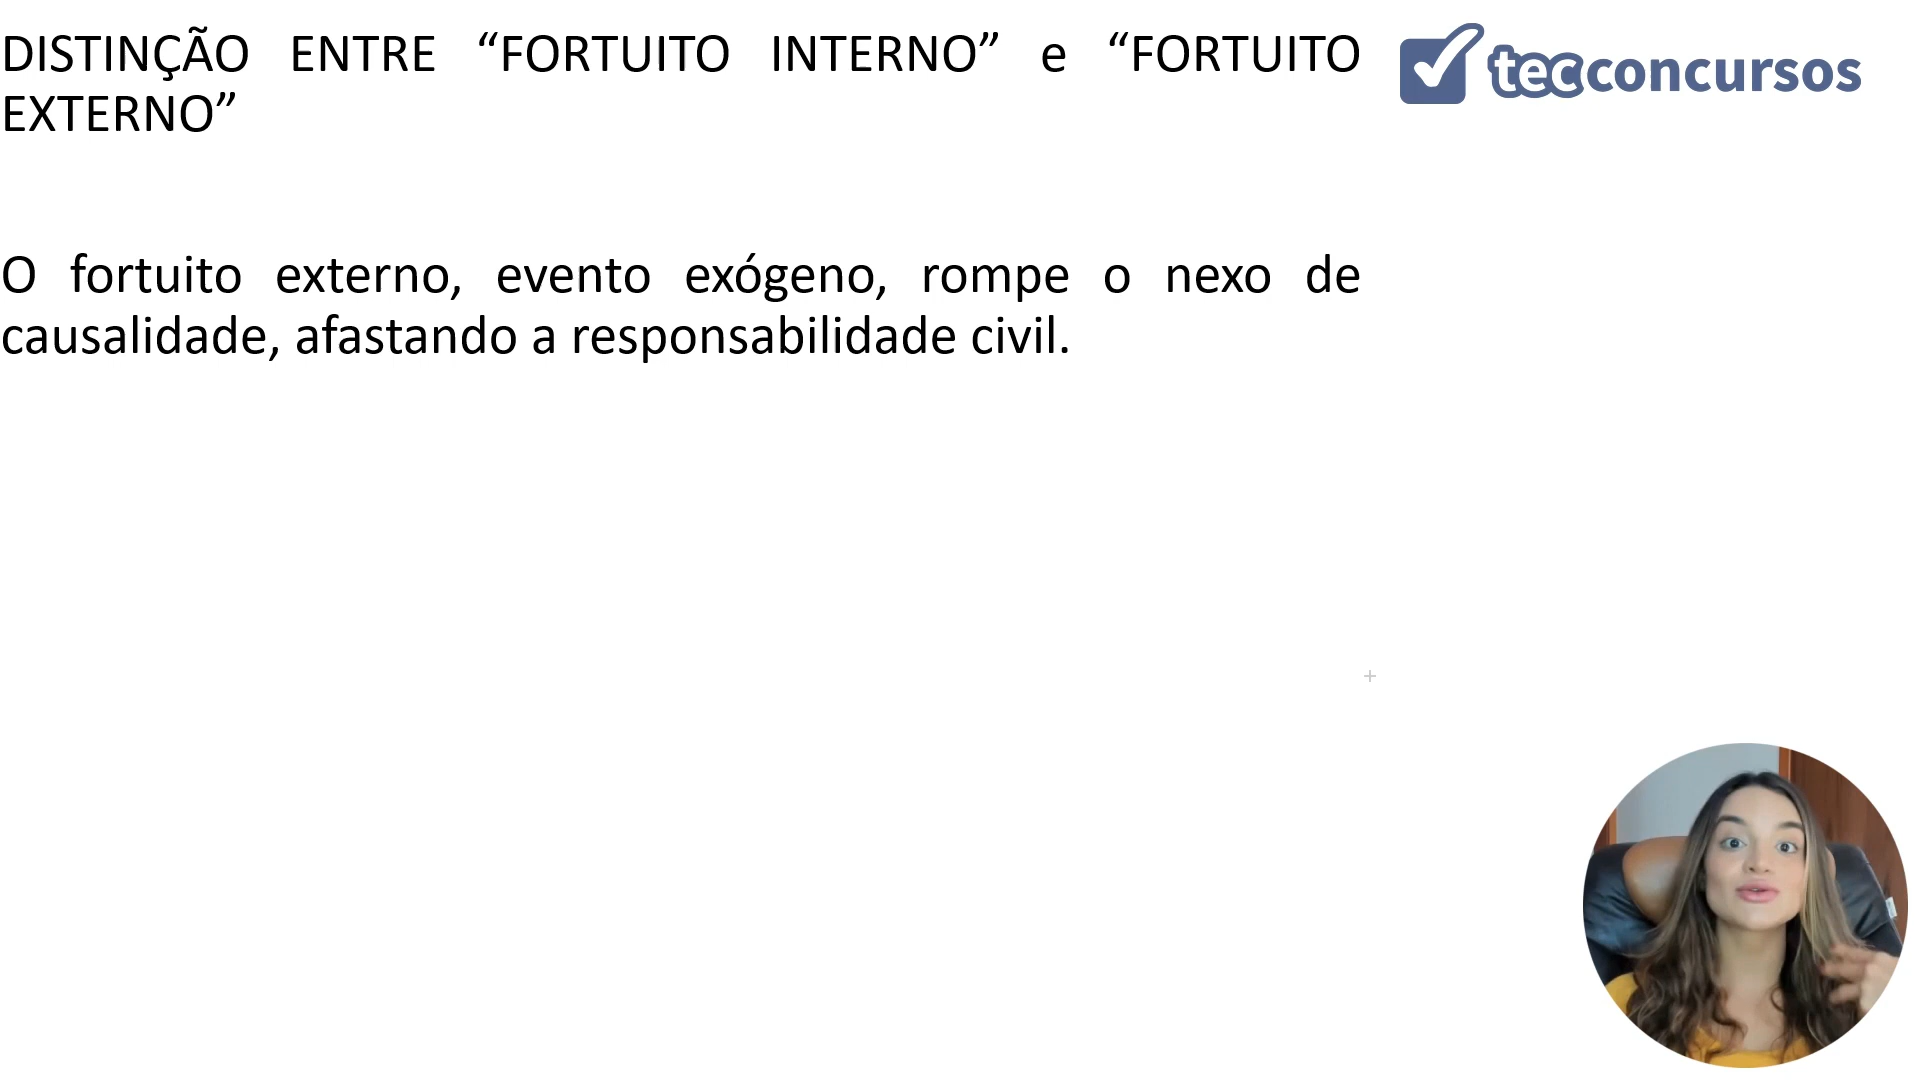 DISTINÇÃO ENTRE “FORTUITO INTERNO” e “FORTUITO
EXTERNO”
tecconcursos
O fortuito externo, evento exógeno, rompe o nexo de
causalidade, afastando a responsabilidade civil.